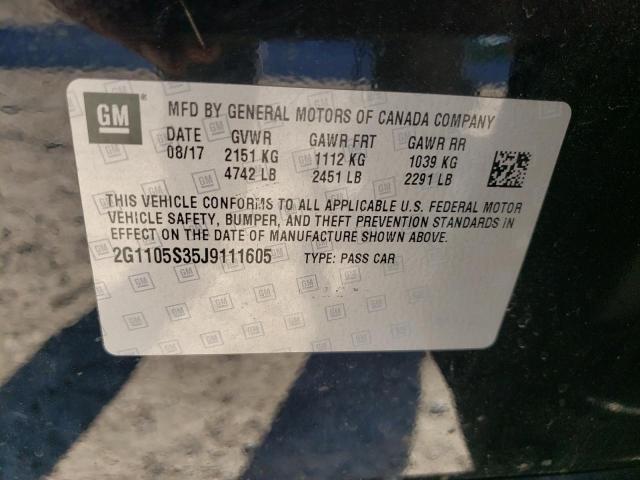 GM
MFD BY GENERAL MOTORS OF CANADA COMPANY
DATE GVWR GAWR FRT GAWR RR
08/17 2151 KG 1112 KG 1039 KG
4742 LB 2451 LB 2291 LB
THIS VEHICLE CONFORMS TO ALL APPLICABLE U.S. FEDERAL MOTOR
VEHICLE SAFETY, BUMPER, AND THEFT PREVENTION STANDARDS IN
EFFECT ON THE DATE OF MANUFACTURE SHOWN ABOVE.
2G1105S35J9111605 TYPE: PASS CAR